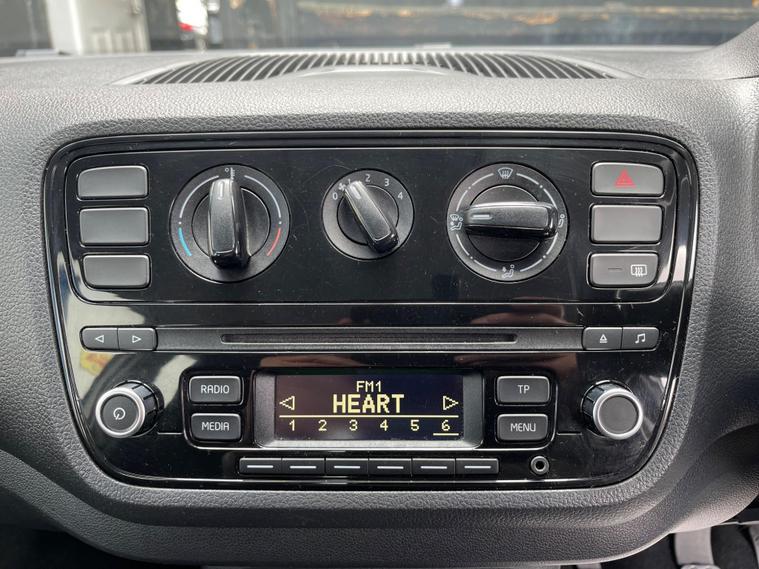 0 1 2 3 4
RADIO
MEDIA
FM1
HEART
1 2 3 4 5 6
TP
MENU